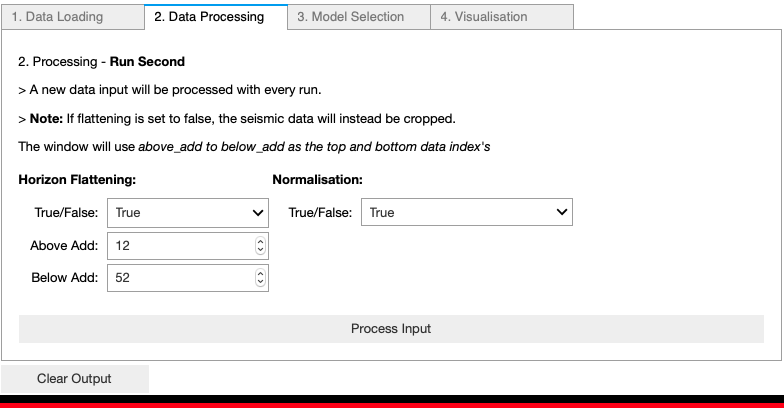 1. Data Loading
2. Data Processing
3. Model Selection
4. Visualisation
2. Processing - Run Second
> A new data input will be processed with every run.
> Note: If flattening is set to false, the seismic data will instead be cropped.
The window will use above_add to below_add as the top and bottom data index's
Horizon Flattening:
Normalisation:
True/False: True
True/False: True
Above Add: 12
Below Add: 52
Process Input
Clear Output